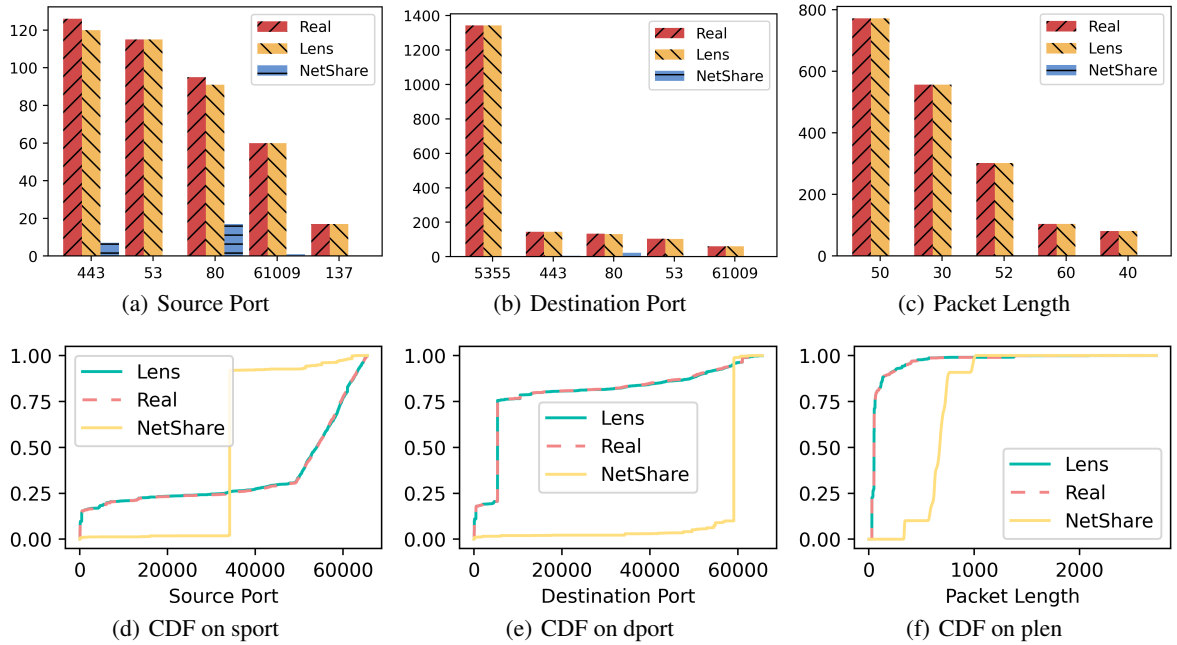 120
100
80
60
40
20
0
443
53
80
61009
137
Real
Lens
NetShare
(a) Source Port
1400
1200
1000
800
600
400
200
0
5355
443
80
53
61009
Real
Lens
NetShare
(b) Destination Port
800
600
400
200
0
50
30
52
60
40
Real
Lens
NetShare
(c) Packet Length
1.00
0.75
0.50
0.25
0.00
0
20000
40000
60000
Lens
Real
NetShare
Source Port
(d) CDF on sport
1.00
0.75
0.50
0.25
0.00
0
20000
40000
60000
Lens
Real
NetShare
Destination Port
(e) CDF on dport
1.00
0.75
0.50
0.25
0.00
0
1000
2000
Lens
Real
NetShare
Packet Length
(f) CDF on plen